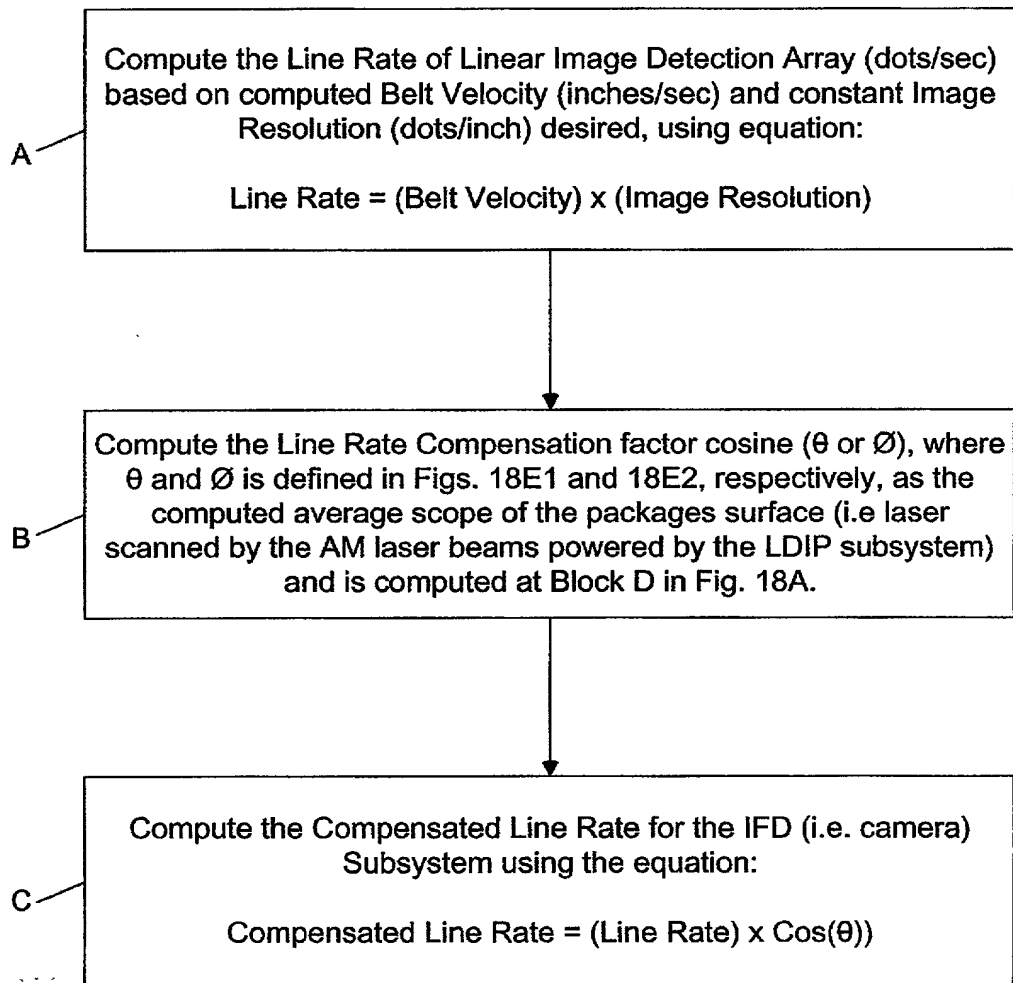 Compute the Line Rate of Linear Image Detection Array (dots/sec)
based on computed Belt Velocity (inches/sec) and constant Image
Resolution (dots/inch) desired, using equation:
A
Line Rate = (Belt Velocity) x (Image Resolution)
Compute the Line Rate Compensation factor cosine (θ or Ø), where
θ and Ø is defined in Figs. 18E1 and 18E2, respectively, as the
computed average scope of the packages surface (i.e laser
B
scanned by the AM laser beams powered by the LDIP subsystem)
and is computed at Block D in Fig. 18A.
Compute the Compensated Line Rate for the IFD (i.e. camera)
Subsystem using the equation:
C
Compensated Line Rate = (Line Rate) x Cos(θ))